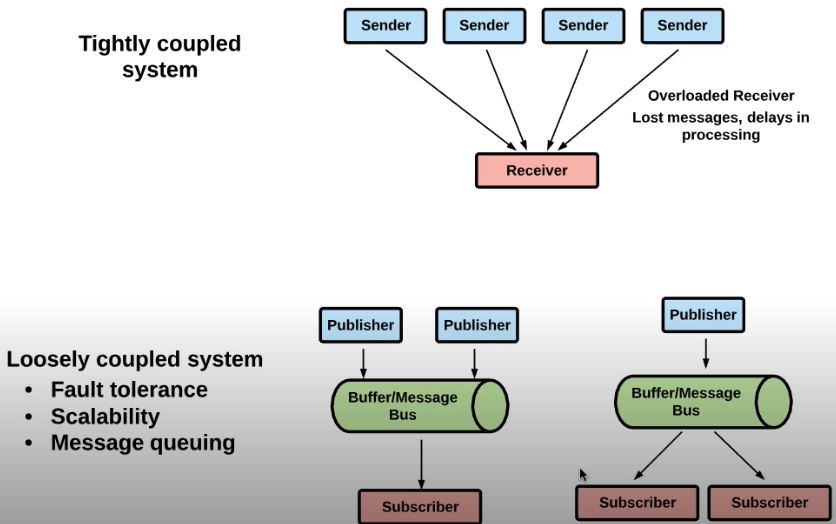 Tightly coupled
system
Sender
Sender
Sender
Sender
Overloaded Receiver
Lost messages, delays in
processing
Receiver
Loosely coupled system
• Fault tolerance
• Scalability
• Message queuing
Publisher
Publisher
Buffer/Message
Bus
Subscriber
Publisher
Buffer/Message
Bus
Subscriber
Subscriber